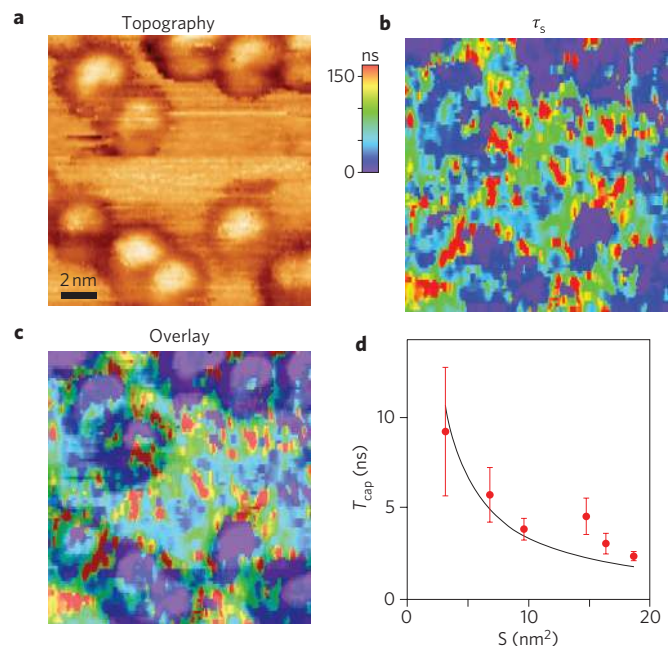 a
Topography
2 nm
ns
150
0
b
τs
c
Overlay
d
10
5
0
Tcap (ns)
0
10
20
S (nm²)